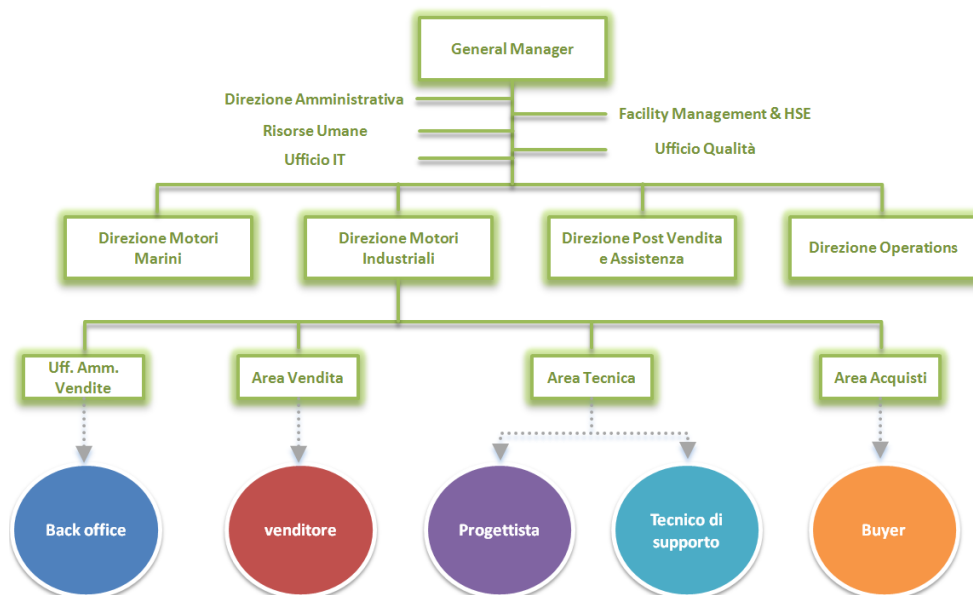 General Manager
Direzione Amministrativa
Facility Management & HSE
Risorse Umane
Ufficio Qualità
Ufficio IT
Direzione Motori
Marini
Direzione Motori
Industriali
Direzione Post Vendita
e Assistenza
Direzione Operations
Uff. Amm.
Vendite
Area Vendita
Area Tecnica
Area Acquisti
Back office
venditore
Progettista
Tecnico di
supporto
Buyer